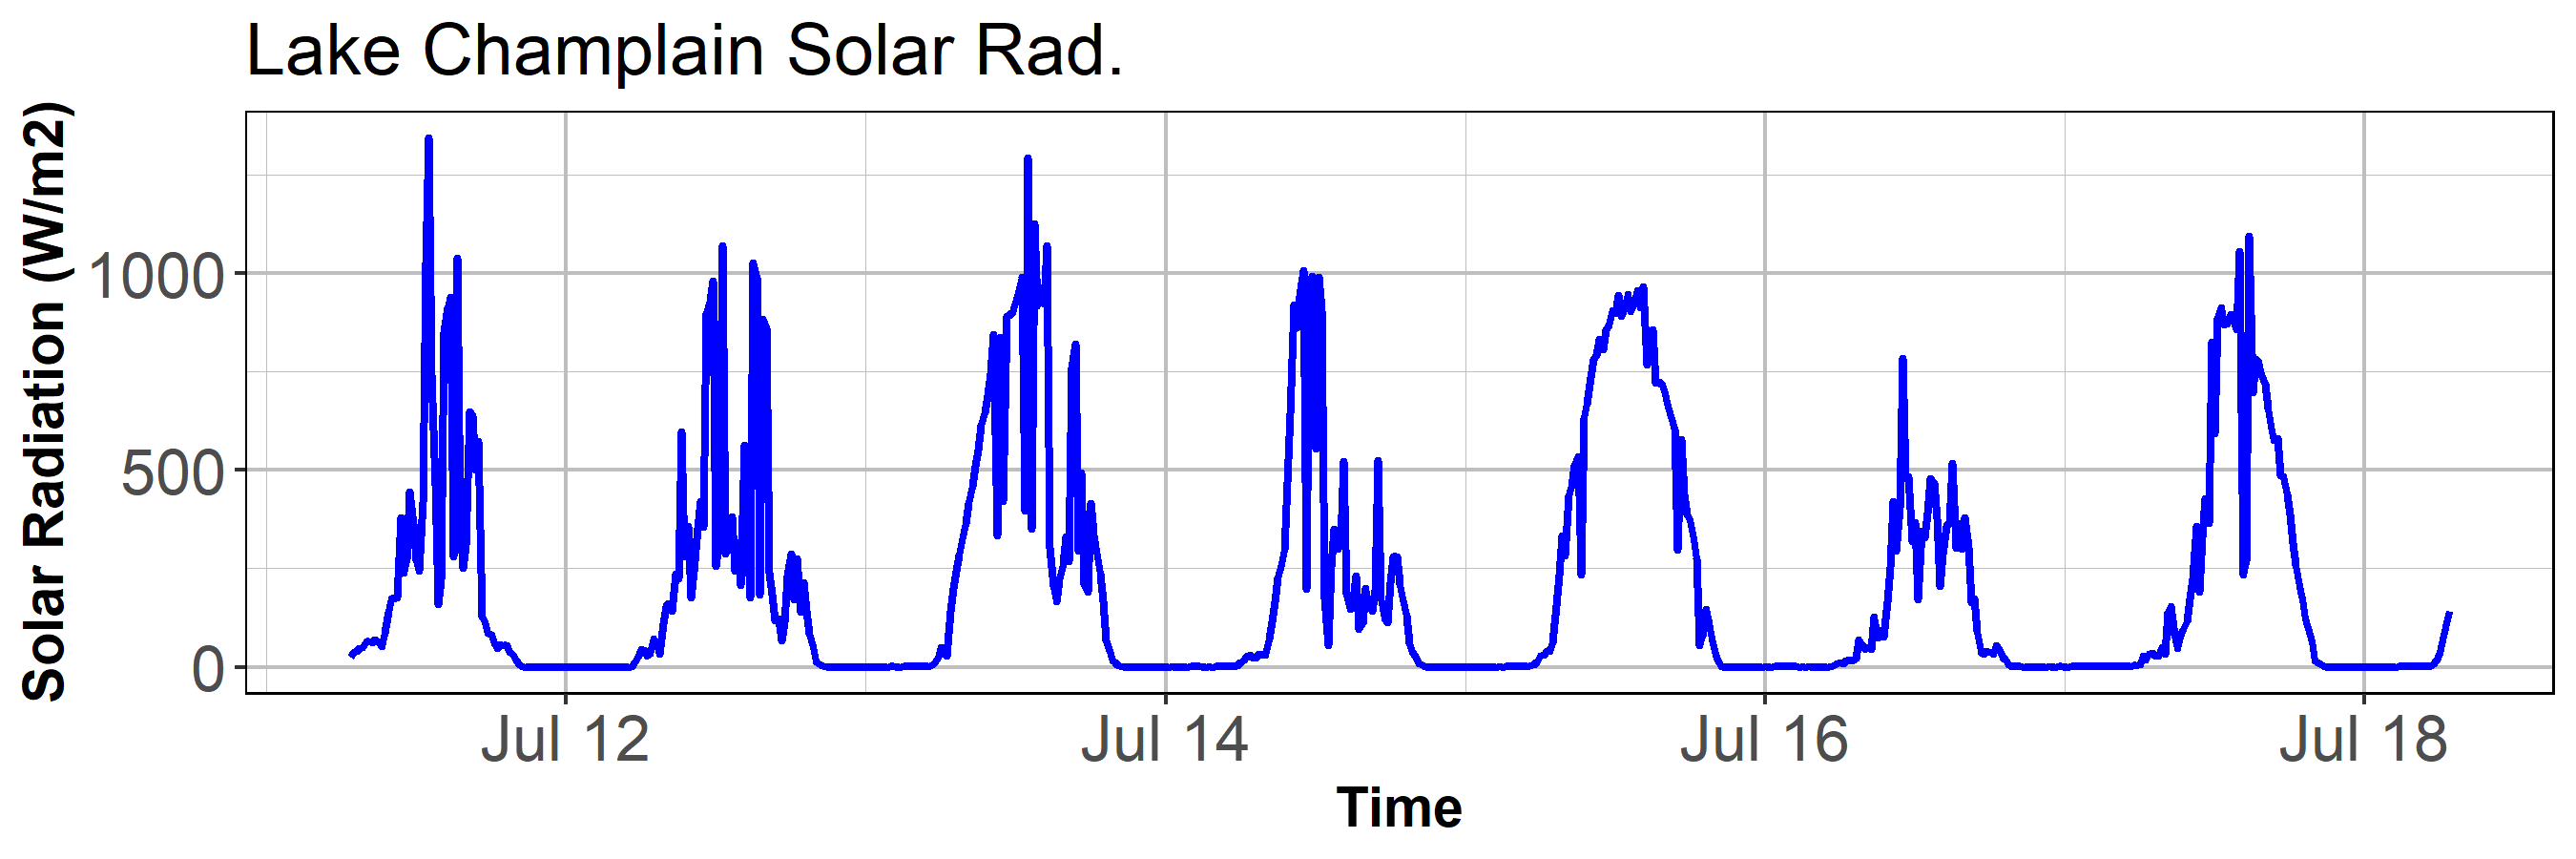 Lake Champlain Solar Rad.
Solar Radiation (W/m2)
1000
500
0
Jul 12
Jul 14
Jul 16
Jul 18
Time